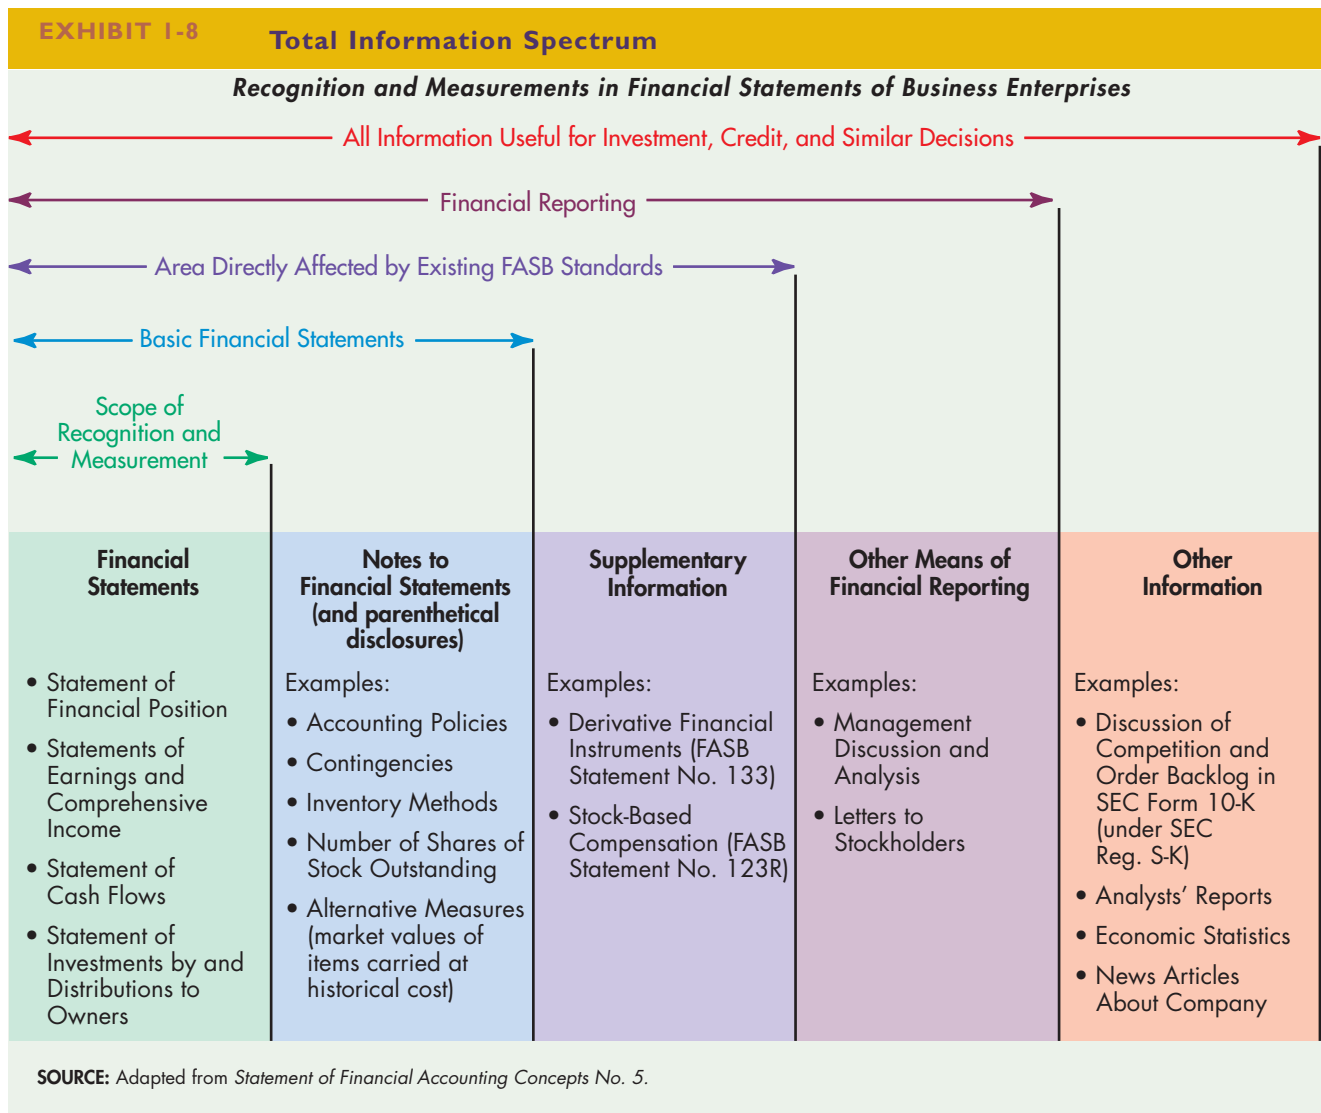 EXHIBIT 1-8 Total Information Spectrum
Recognition and Measurements in Financial Statements of Business Enterprises
All Information Useful for Investment, Credit, and Similar Decisions
Financial Reporting
Area Directly Affected by Existing FASB Standards
Basic Financial Statements
Scope of
Recognition and
Measurement
Financial
Statements
• Statement of
Financial Position
• Statements of
Earnings and
Comprehensive
Income
• Statement of
Cash Flows
• Statement of
Investments by and
Distributions to
Owners
Notes to
Financial Statements
(and parenthetical
disclosures)
Examples:
• Accounting Policies
• Contingencies
• Inventory Methods
• Number of Shares of
Stock Outstanding
• Alternative Measures
(market values of
items carried at
historical cost)
Supplementary
Information
Examples:
• Derivative Financial
Instruments (FASB
Statement No. 133)
• Stock-Based
Compensation (FASB
Statement No. 123R)
Other Means of
Financial Reporting
Examples:
• Management
Discussion and
Analysis
• Letters to
Stockholders
Other
Information
Examples:
• Discussion of
Competition and
Order Backlog in
SEC Form 10-K
(under SEC
Reg. S-K)
• Analysts’ Reports
• Economic Statistics
• News Articles
About Company
SOURCE: Adapted from Statement of Financial Accounting Concepts No. 5.